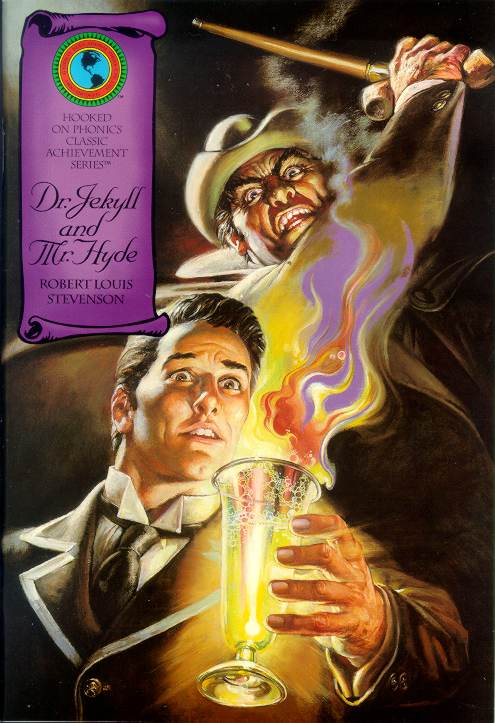 HOOKED
ON PHONICS
CLASSIC
ACHIEVEMENT
SERIES™
Dr. Jekyll
and
Mr. Hyde
ROBERT LOUIS
STEVENSON